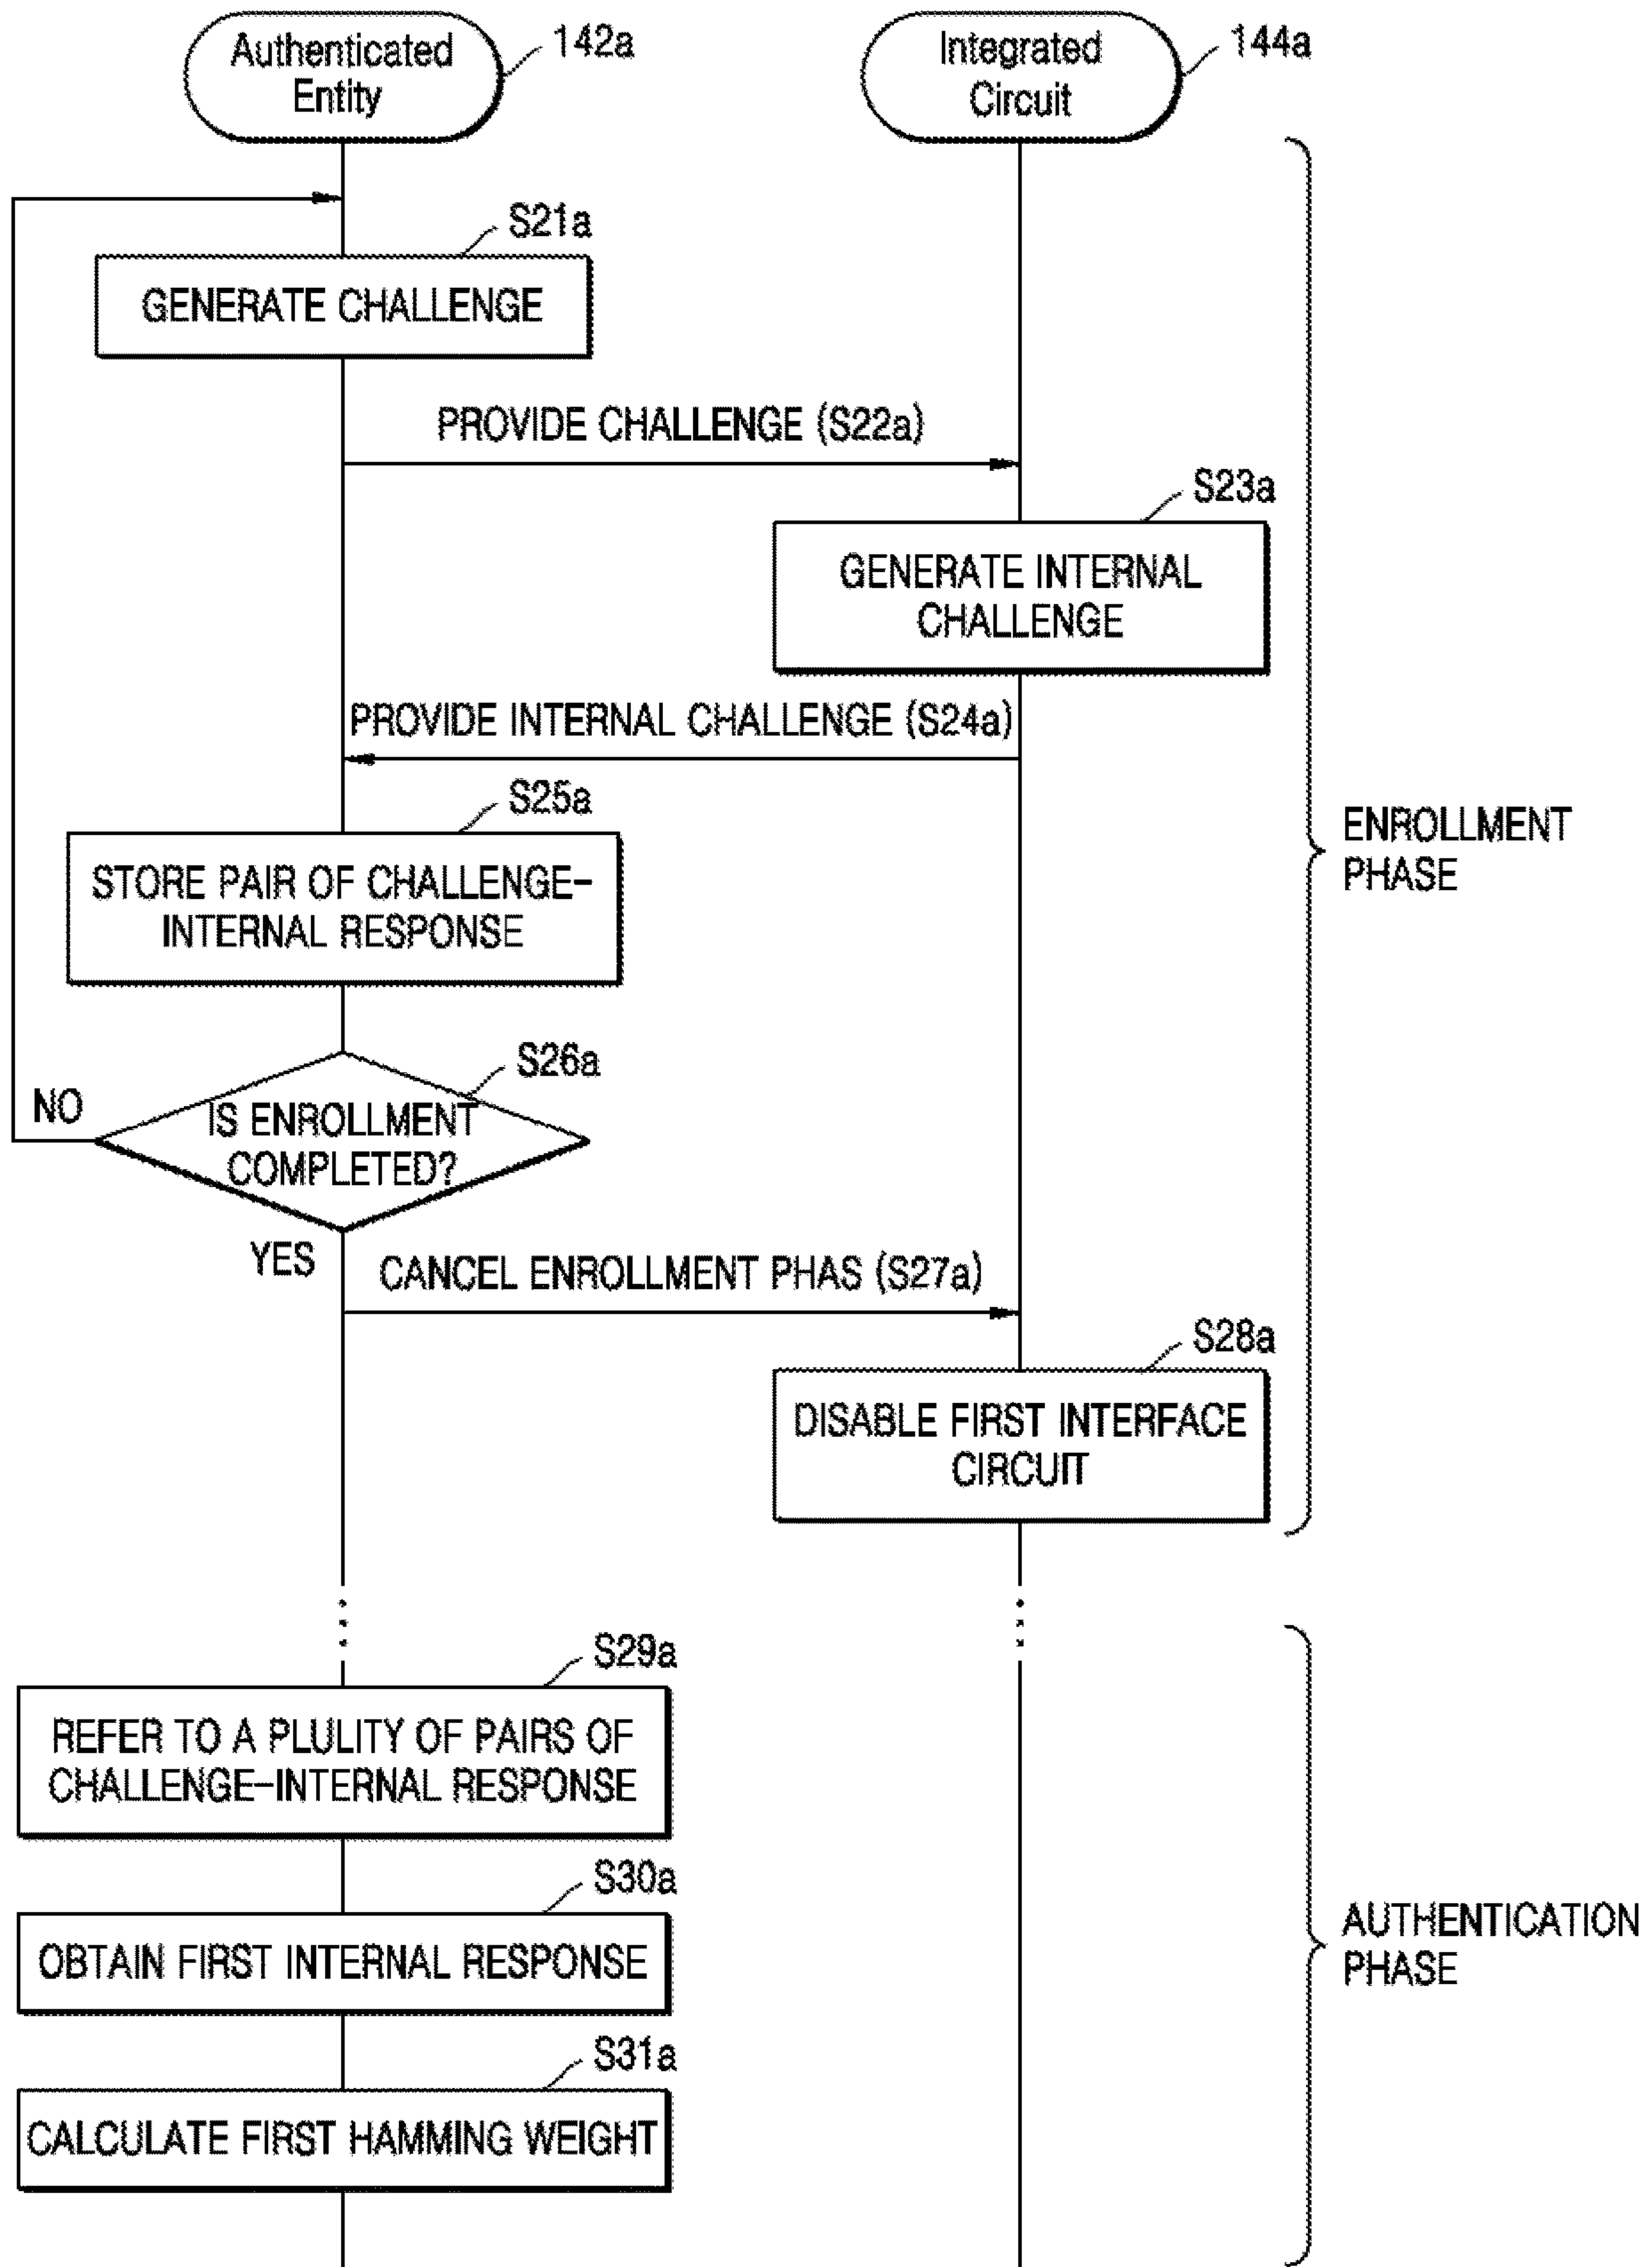 Authenticated
Entity
142a
Integrated
Circuit
144a
S21a
GENERATE CHALLENGE
PROVIDE CHALLENGE (S22a)
S23a
GENERATE INTERNAL
CHALLENGE
PROVIDE INTERNAL CHALLENGE (S24a)
S25a
STORE PAIR OF CHALLENGE-
INTERNAL RESPONSE
ENROLLMENT
PHASE
S26a
NO
IS ENROLLMENT
COMPLETED?
YES
CANCEL ENROLLMENT PHAS (S27a)
S28a
DISABLE FIRST INTERFACE
CIRCUIT
S29a
REFER TO A PLULITY OF PAIRS OF
CHALLENGE-INTERNAL RESPONSE
S30a
OBTAIN FIRST INTERNAL RESPONSE
AUTHENTICATION
PHASE
S31a
CALCULATE FIRST HAMMING WEIGHT